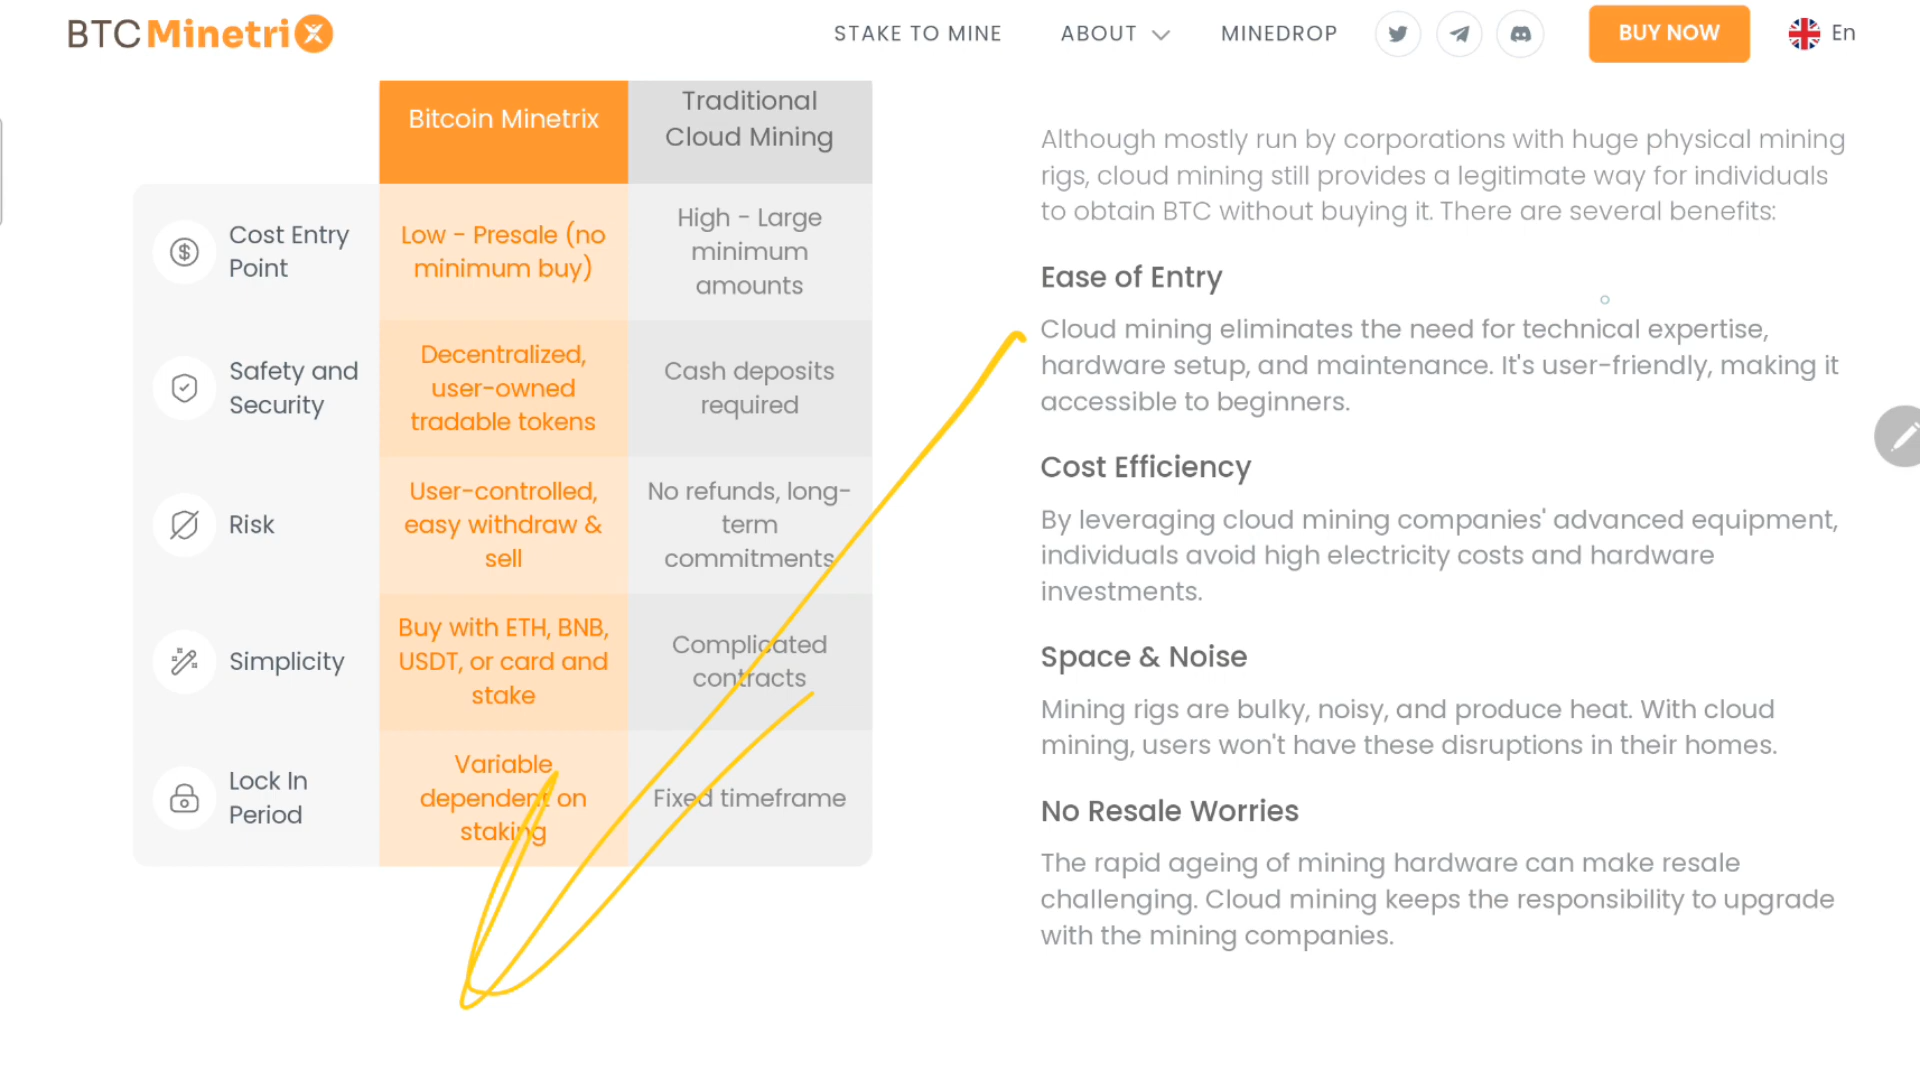 BTC Minetrix
STAKE TO MINE
ABOUT
MINEDROP
BUY NOW
En
Bitcoin Minetrix
Traditional
Cloud Mining
Cost Entry
Point
Low - Presale (no
minimum buy)
High - Large
minimum
amounts
Safety and
Security
Decentralized,
user-owned
tradable tokens
Cash deposits
required
Risk
User-controlled,
easy withdraw &
sell
No refunds, long-
term
commitments
Simplicity
Buy with ETH, BNB,
USDT, or card and
stake
Complicated
contracts
Lock In
Period
Variable
dependent on
staking
Fixed timeframe
Although mostly run by corporations with huge physical mining
rigs, cloud mining still provides a legitimate way for individuals
to obtain BTC without buying it. There are several benefits:
Ease of Entry
Cloud mining eliminates the need for technical expertise,
hardware setup, and maintenance. It's user-friendly, making it
accessible to beginners.
Cost Efficiency
By leveraging cloud mining companies' advanced equipment,
individuals avoid high electricity costs and hardware
investments.
Space & Noise
Mining rigs are bulky, noisy, and produce heat. With cloud
mining, users won't have these disruptions in their homes.
No Resale Worries
The rapid ageing of mining hardware can make resale
challenging. Cloud mining keeps the responsibility to upgrade
with the mining companies.